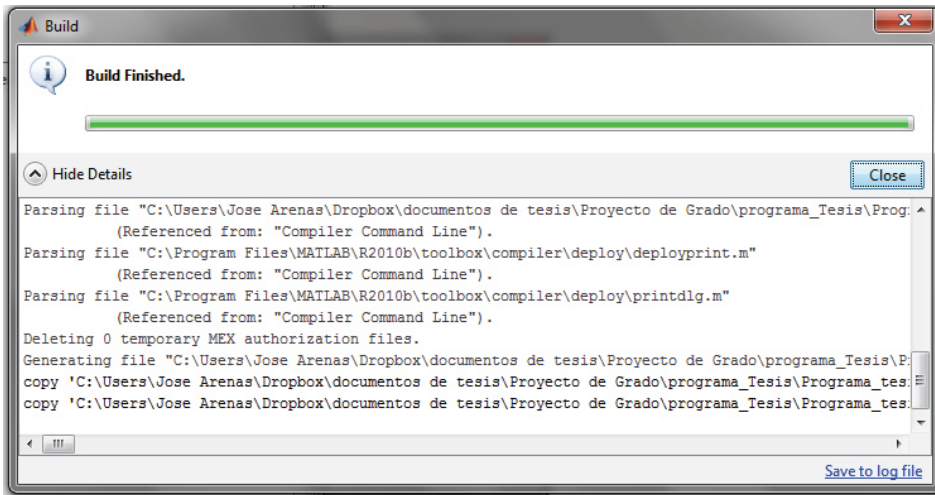 Build
Build Finished.
Hide Details
Close
Parsing file "C:\Users\Jose Arenas\Dropbox\documentos de tesis\Proyecto de Grado\programa_Tesis\Prog
(Referenced from: "Compiler Command Line").
Parsing file "C:\Program Files\MATLAB\R2010b\toolbox\compiler\deploy\deployprint.m"
(Referenced from: "Compiler Command Line").
Parsing file "C:\Program Files\MATLAB\R2010b\toolbox\compiler\deploy\printdlg.m"
(Referenced from: "Compiler Command Line").
Deleting 0 temporary MEX authorization files.
Generating file "C:\Users\Jose Arenas\Dropbox\documentos de tesis\Proyecto de Grado\programa_Tesis\P
copy 'C:\Users\Jose Arenas\Dropbox\documentos de tesis\Proyecto de Grado\programa_Tesis\Programa_tes
copy 'C:\Users\Jose Arenas\Dropbox\documentos de tesis\Proyecto de Grado\programa_Tesis\Programa_tes
Save to log file